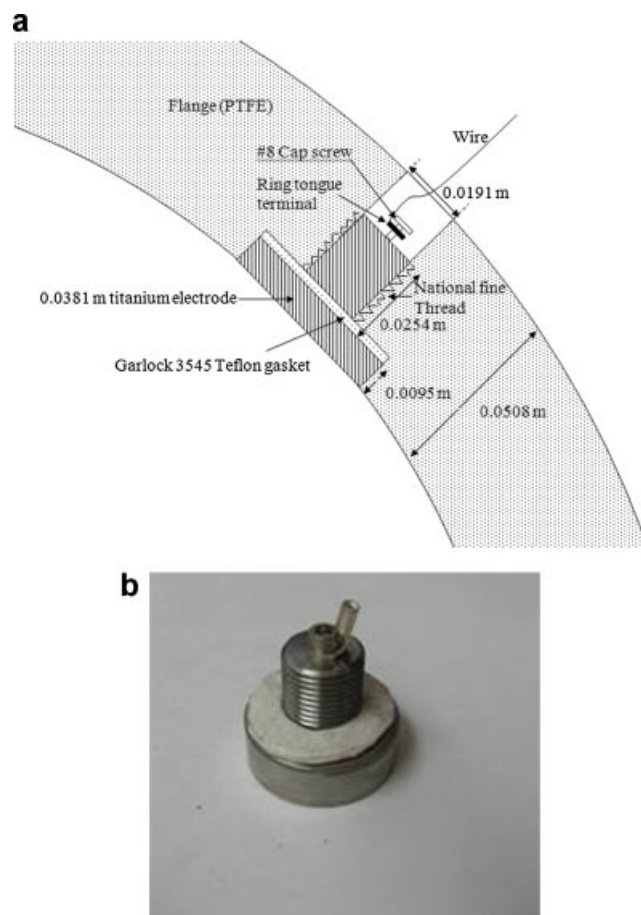 a
Flange (PTFE)
Wire
#8 Cap screw
Ring tongue
terminal
0.0191 m
0.0381 m titanium electrode
National fine
Thread
0.0254 m
Garlock 3545 Teflon gasket
0.0095 m
0.0508 m
b